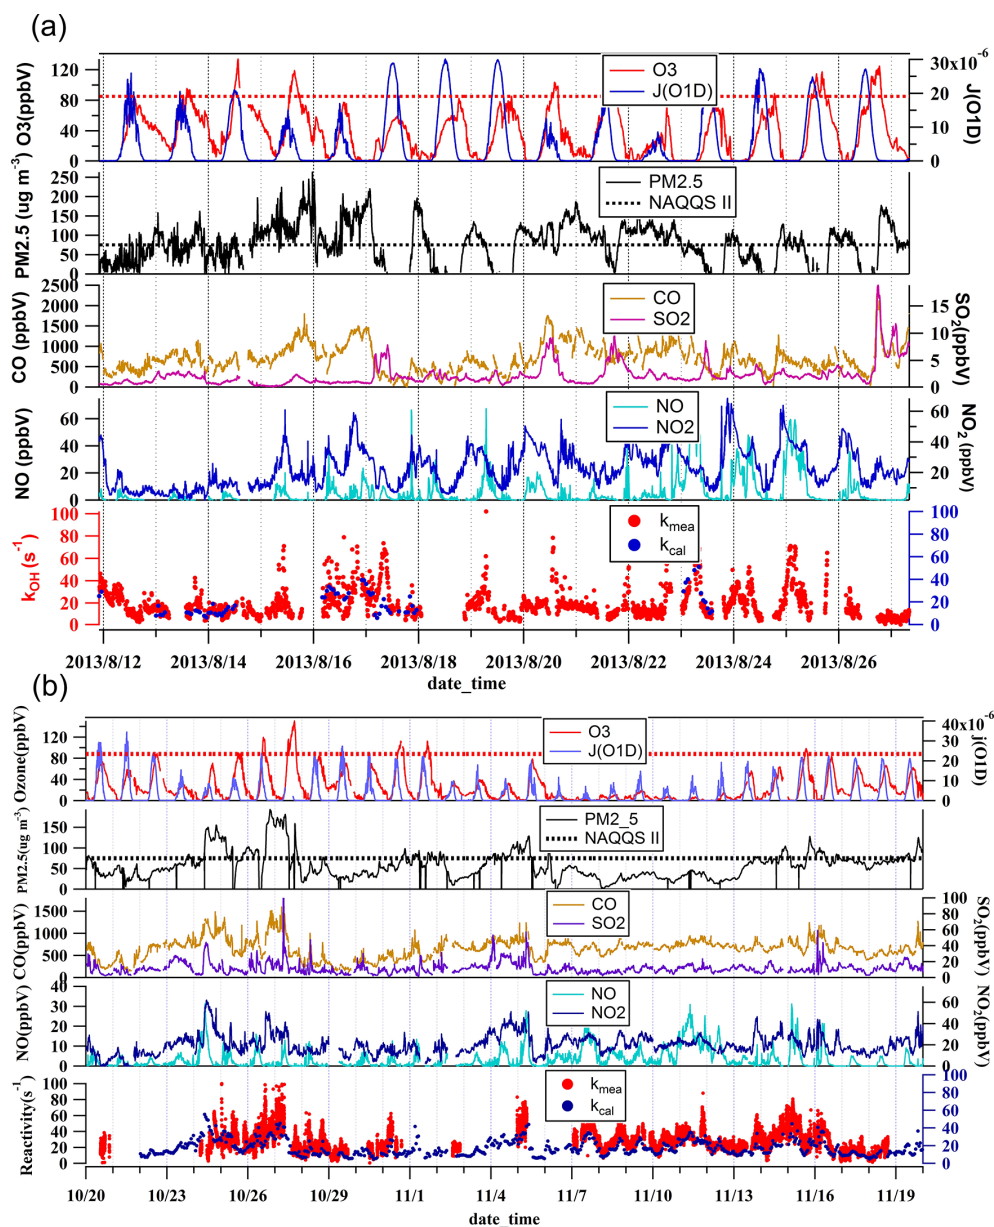 (a)
O3(ppbv)
120
80
40
0
O3
J(O1D)
30x10-6
20
10
0
J(O1D)
PM2.5 (ug m-3)
250
200
150
100
50
0
PM2.5
NAQQS II
CO (ppbV)
2500
2000
1500
1000
500
0
CO
SO2
15
10
5
0
SO2(ppbV)
NO (ppbV)
60
40
20
0
NO
NO2
60
40
20
0
NO2 (ppbV)
kOH (s-1)
100
80
60
40
20
0
kmea
kcal
100
80
60
40
20
0
2013/8/12 2013/8/14 2013/8/16 2013/8/18 2013/8/20 2013/8/22 2013/8/24 2013/8/26
date_time
(b)
Ozone(ppbV)
120
80
40
0
O3
J(O1D)
40x10-6
30
20
10
0
j(O1D)
PM2.5(ug m-3)
150
100
50
0
PM2_5
NAQQS II
CO(ppbV)
1500
1000
500
0
CO
SO2
100
80
60
40
20
0
SO2(ppbV)
NO(ppbV)
40
30
20
10
0
NO
NO2
60
40
20
0
NO2(ppbV)
Reactivity(s-1)
100
80
60
40
20
0
kmea
kcal
100
80
60
40
20
0
10/20 10/23 10/26 10/29 11/1 11/4 11/7 11/10 11/13 11/16 11/19
date_time